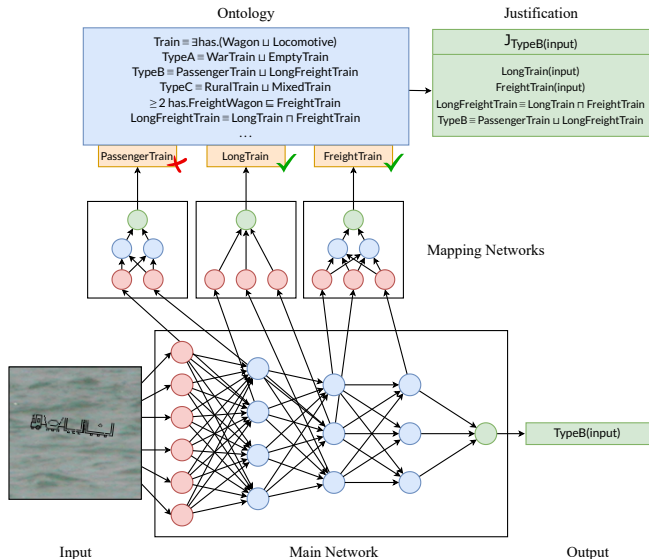 Ontology
Justification
Train ≡ ∃has.(Wagon ⊔ Locomotive)
TypeA ≡ WarTrain ⊔ EmptyTrain
TypeB ≡ PassengerTrain ⊔ LongFreightTrain
TypeC ≡ RuralTrain ⊔ MixedTrain
≥ 2 has.FreightWagon ⊑ FreightTrain
LongFreightTrain ≡ LongTrain ⊓ FreightTrain
...
J TypeB(input)
LongTrain(input)
FreightTrain(input)
LongFreightTrain ≡ LongTrain ⊓ FreightTrain
TypeB ≡ PassengerTrain ⊔ LongFreightTrain
PassengerTrain
LongTrain
FreightTrain
Mapping Networks
TypeB(input)
Input
Main Network
Output